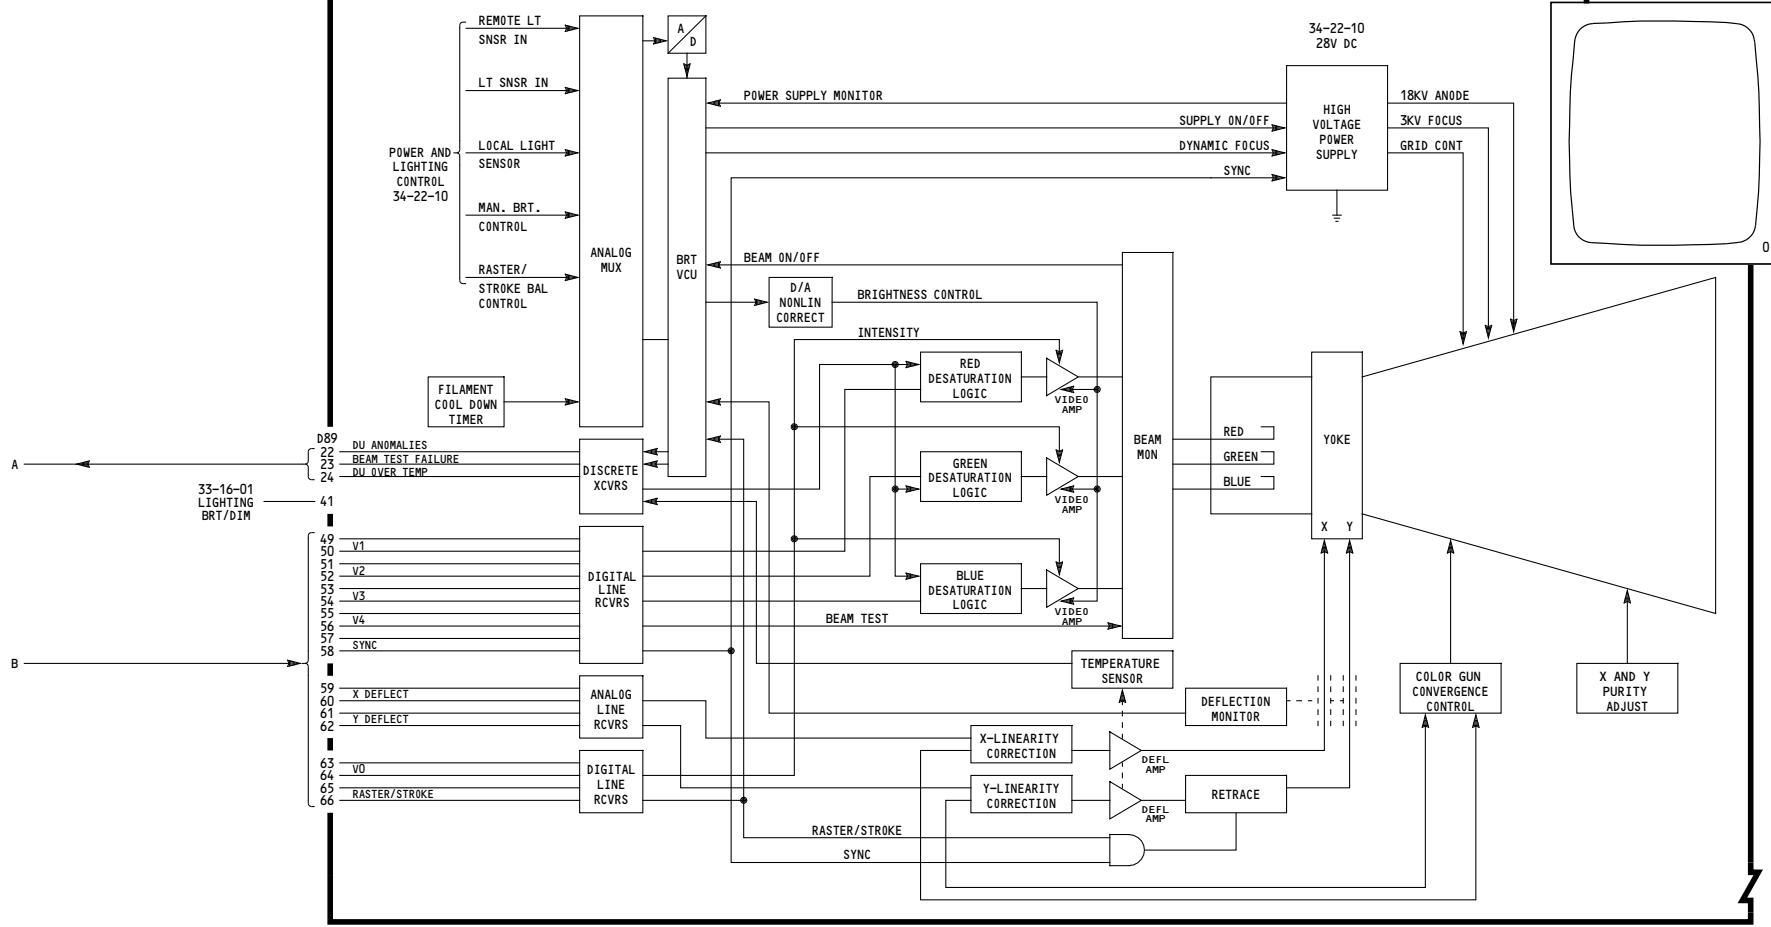 REMOTE LT
SNSR IN
LT SNSR IN
LOCAL LIGHT
SENSOR
POWER AND
LIGHTING
CONTROL
34-22-10
MAN. BRT.
CONTROL
RASTER/
STROKE BAL
CONTROL
ANALOG
MUX
A
D
BRT
VCU
34-22-10
28V DC
POWER SUPPLY MONITOR
SUPPLY ON/OFF
DYNAMIC FOCUS
SYNC
HIGH
VOLTAGE
POWER
SUPPLY
18KV ANODE
3KV FOCUS
GRID CONT
BEAM ON/OFF
D/A
NONLIN
CORRECT
BRIGHTNESS CONTROL
INTENSITY
RED
DESATURATION
LOGIC
VIDEO
AMP
GREEN
DESATURATION
LOGIC
VIDEO
AMP
BLUE
DESATURATION
LOGIC
VIDEO
AMP
BEAM
MON
RED
GREEN
BLUE
YOKE
X Y
FILAMENT
COOL DOWN
TIMER
D89
22 DU ANOMALIES
23 BEAM TEST FAILURE
24 DU OVER TEMP
A
33-16-01
LIGHTING
BRT/DIM
41
DISCRETE
XCVRS
49
50 V1
51
52 V2
53
54 V3
55
56 V4
57
58 SYNC
DIGITAL
LINE
RCVRS
BEAM TEST
B
59
60 X DEFLECT
61
62 Y DEFLECT
ANALOG
LINE
RCVRS
63
64 V0
65
66 RASTER/STROKE
DIGITAL
LINE
RCVRS
TEMPERATURE
SENSOR
DEFLECTION
MONITOR
X-LINEARITY
CORRECTION
DEFL
AMP
Y-LINEARITY
CORRECTION
DEFL
AMP
RETRACE
RASTER/STROKE
SYNC
COLOR GUN
CONVERGENCE
CONTROL
X AND Y
PURITY
ADJUST